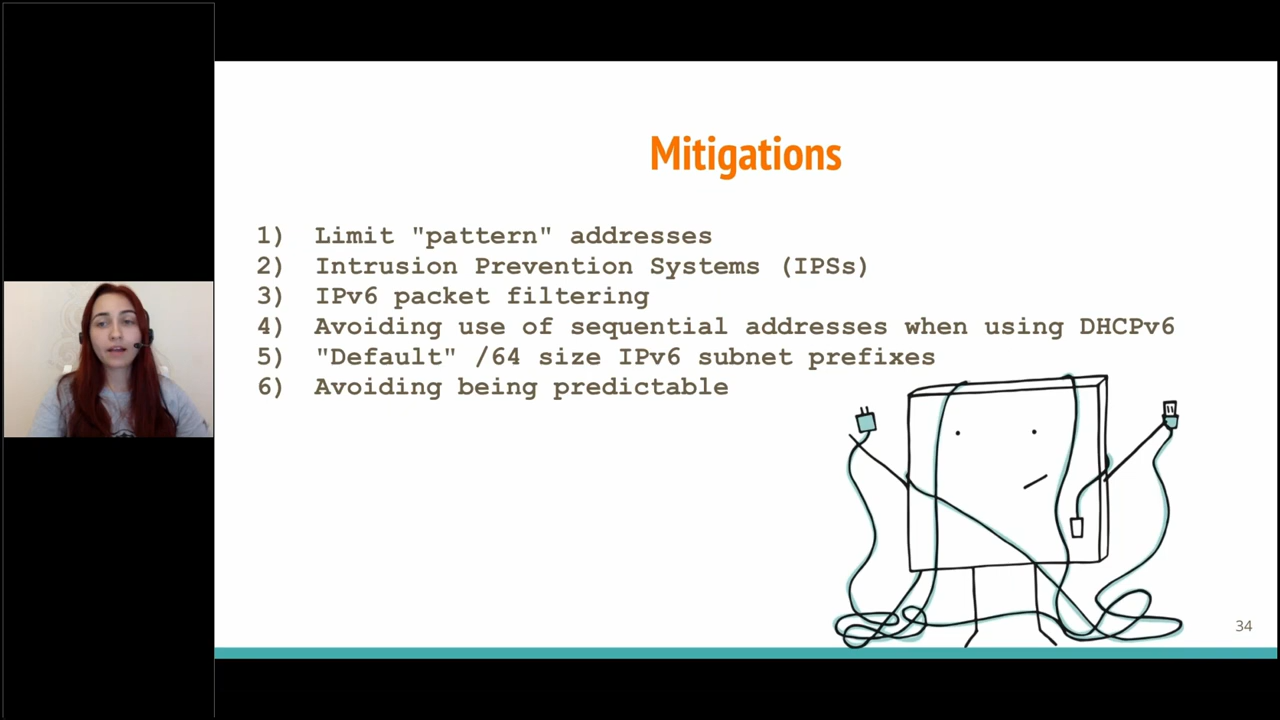 Mitigations
1) Limit "pattern" addresses
2) Intrusion Prevention Systems (IPSs)
3) IPv6 packet filtering
4) Avoiding use of sequential addresses when using DHCPv6
5) "Default" /64 size IPv6 subnet prefixes
6) Avoiding being predictable
34